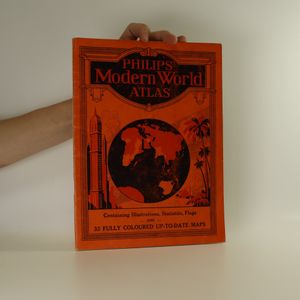 PHILIPS'
Modern World
ATLAS
Containing Illustrations, Statistics, Flags
AND
32 FULLY COLOURED UP-TO-DATE MAPS